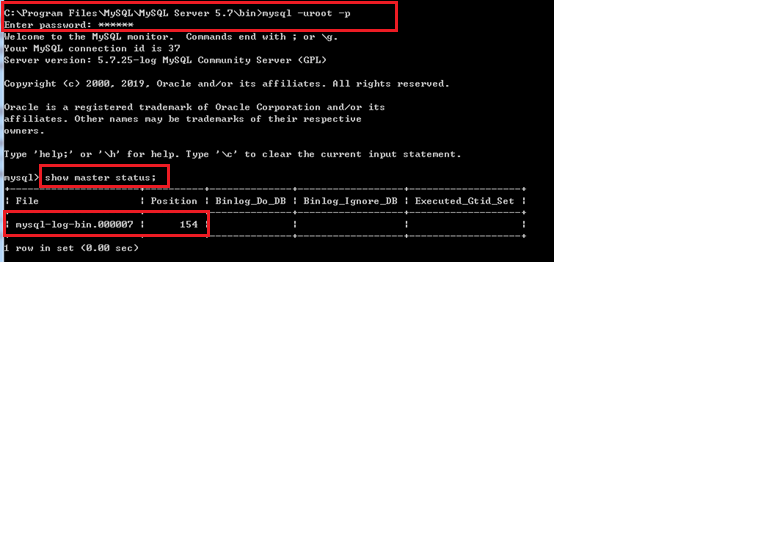 C:\Program Files\MySQL\MySQL Server 5.7\bin>mysql -uroot -p
Enter password: ******
Welcome to the MySQL monitor.  Commands end with ; or \g.
Your MySQL connection id is 37
Server version: 5.7.25-log MySQL Community Server (GPL)
Copyright (c) 2000, 2019, Oracle and/or its affiliates. All rights reserved.
Oracle is a registered trademark of Oracle Corporation and/or its
affiliates. Other names may be trademarks of their respective
owners.
Type 'help;' or '\h' for help. Type '\c' to clear the current input statement.
mysql> show master status;
| File | Position | Binlog_Do_DB | Binlog_Ignore_DB | Executed_Gtid_Set |
| mysql-log-bin.000007 | 154 | | | |
1 row in set (0.00 sec)